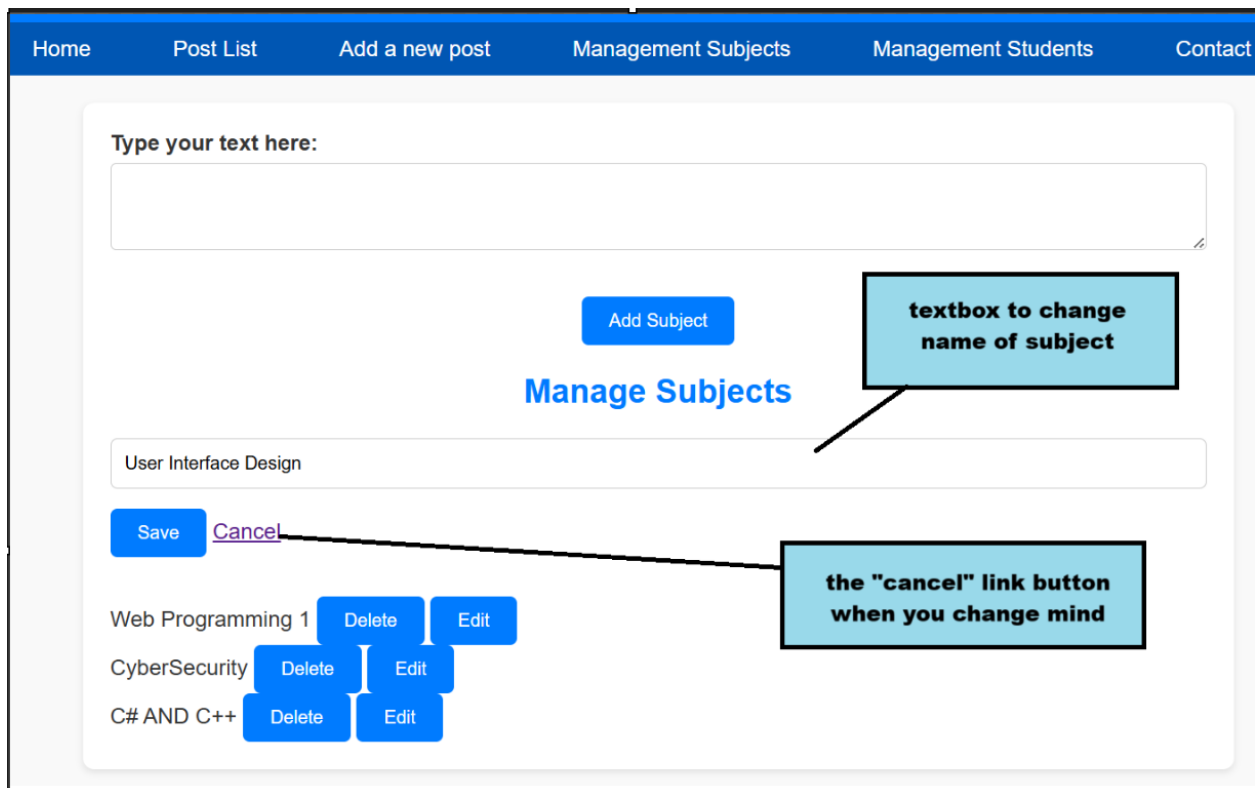 Home Post List Add a new post Management Subjects Management Students Contact
Type your text here:
Add Subject
textbox to change
name of subject
Manage Subjects
User Interface Design
Save Cancel
the "cancel" link button
when you change mind
Web Programming 1 Delete Edit
CyberSecurity Delete Edit
C# AND C++ Delete Edit